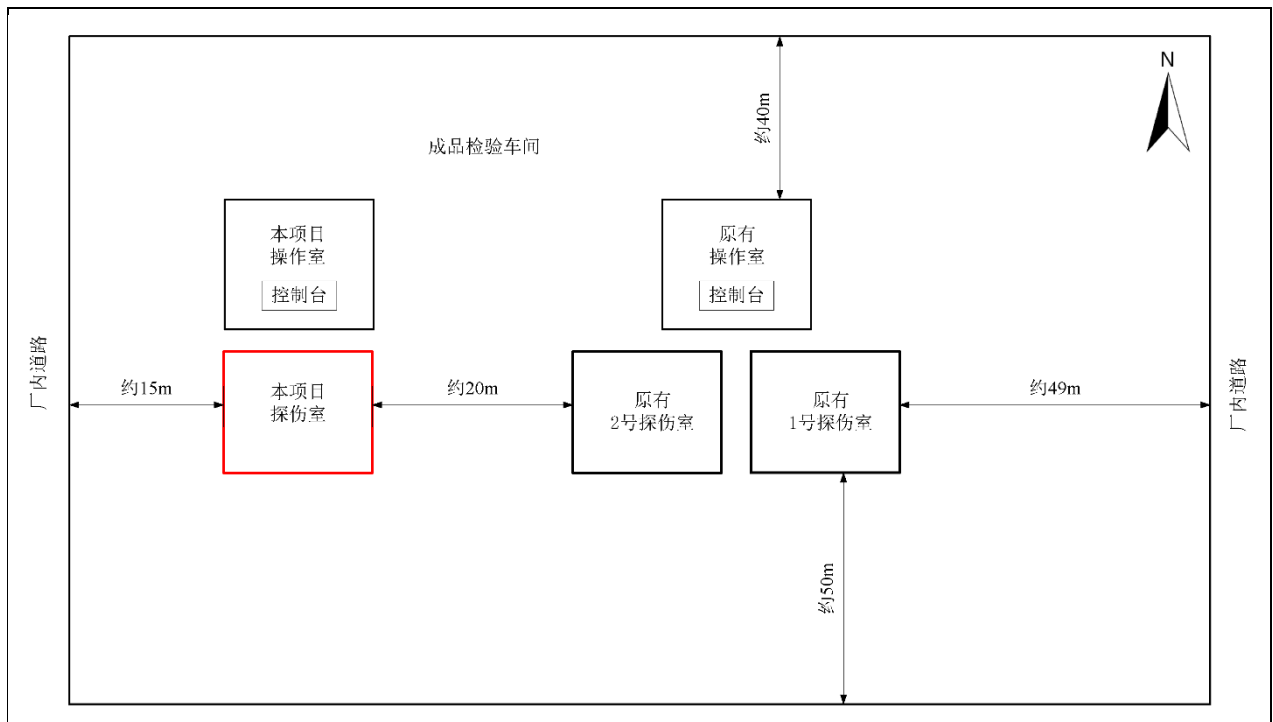 N
约40m
成品检验车间
本项目
操作室
控制台
原有
操作室
控制台
厂内道路
约15m
本项目
探伤室
约20m
原有
2号探伤室
原有
1号探伤室
约49m
厂内道路
约50m